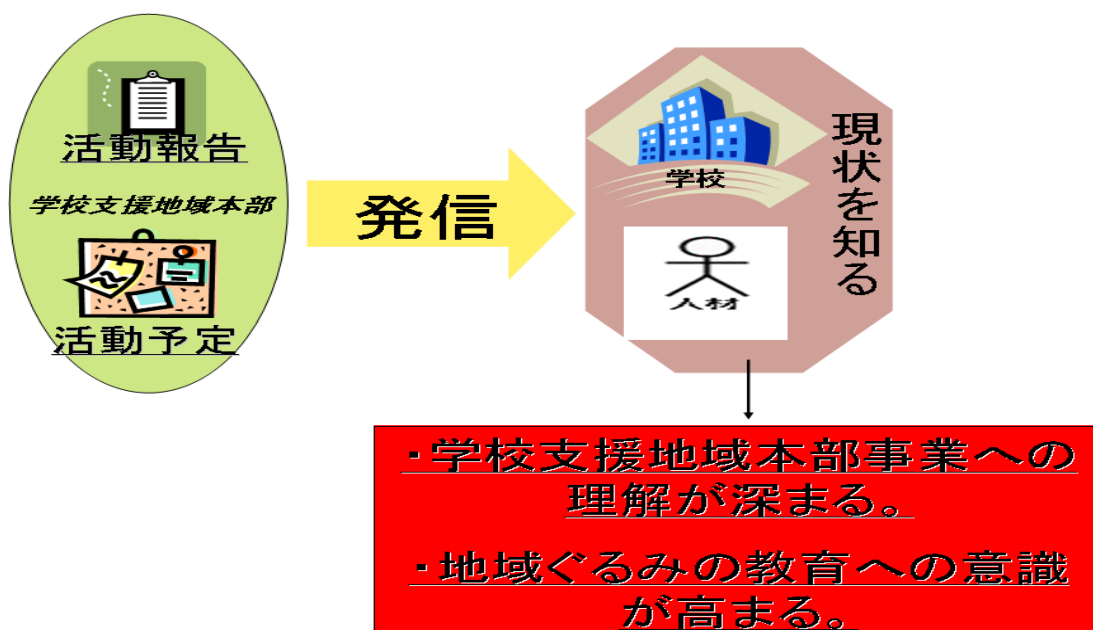 活動報告
学校支援地域本部
活動予定
発信
学校
人材
現状を知る
・学校支援地域本部事業への
理解が深まる。
・地域ぐるみの教育への意識
が高まる。